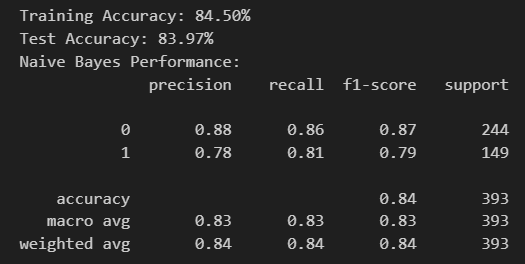 Training Accuracy: 84.50%
Test Accuracy: 83.97%
Naive Bayes Performance:
precision recall f1-score support
0 0.88 0.86 0.87 244
1 0.78 0.81 0.79 149
accuracy 0.84 393
macro avg 0.83 0.83 0.83 393
weighted avg 0.84 0.84 0.84 393